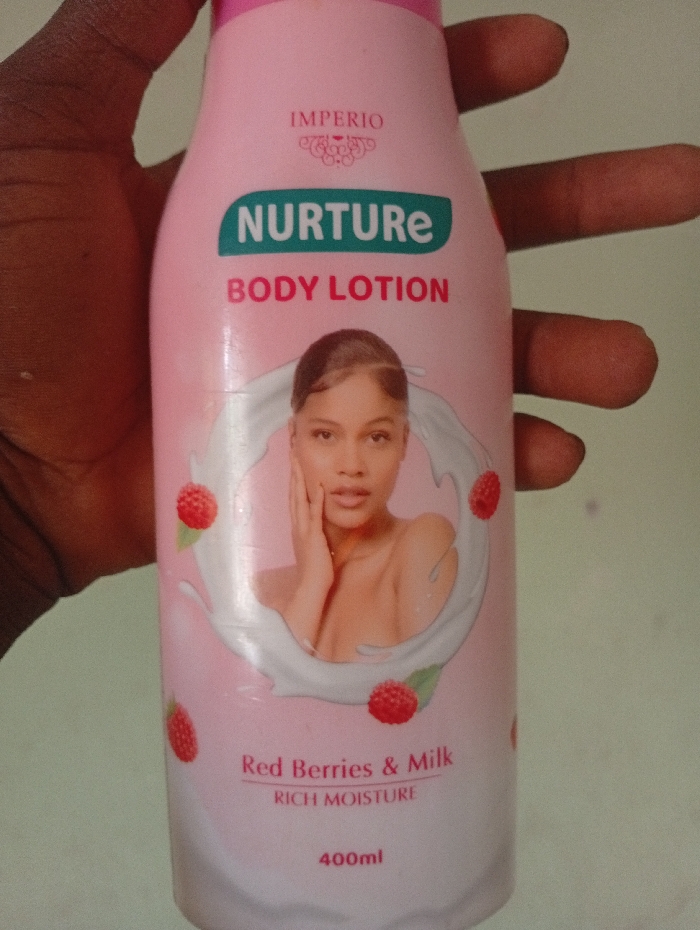 IMPERIO
NURTURe
BODY LOTION
Red Berries & Milk
RICH MOISTURE
400ml